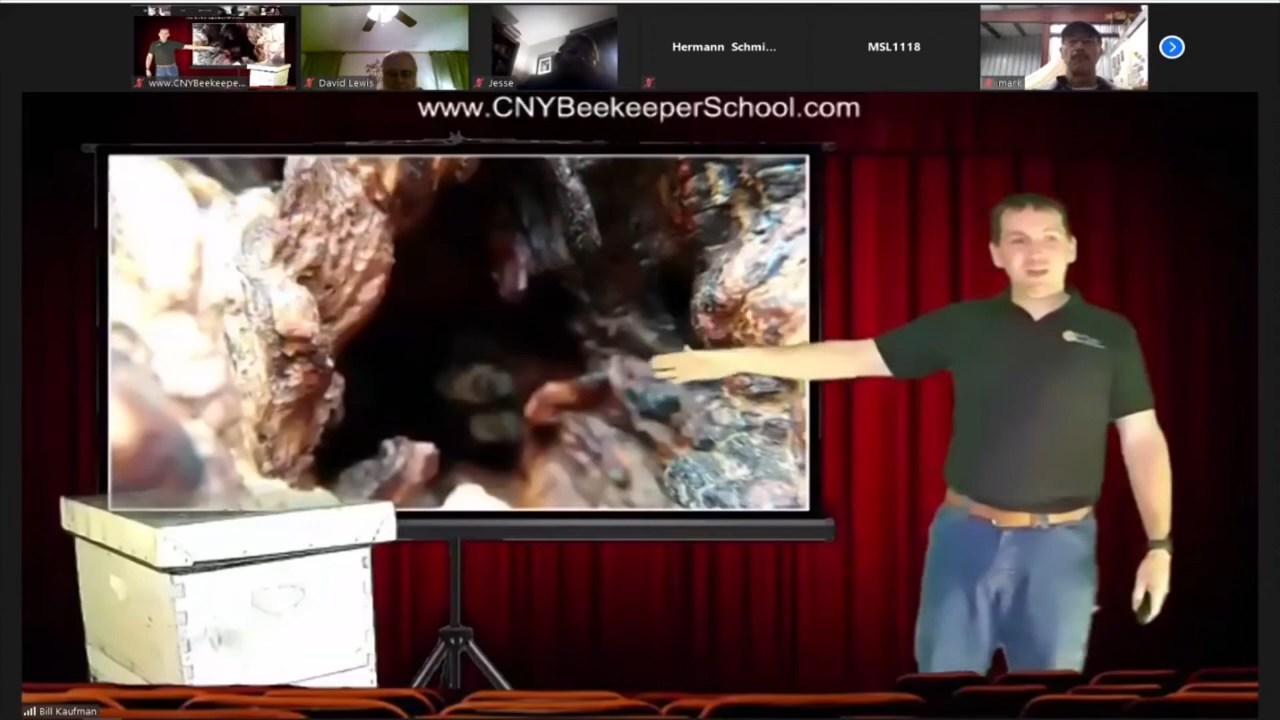 www.CNYBeekeepe...
David Lewis
Jesse
Hermann Schmi...
MSL1118
mark
www.CNYBeekeeperSchool.com
Bill Kaufman